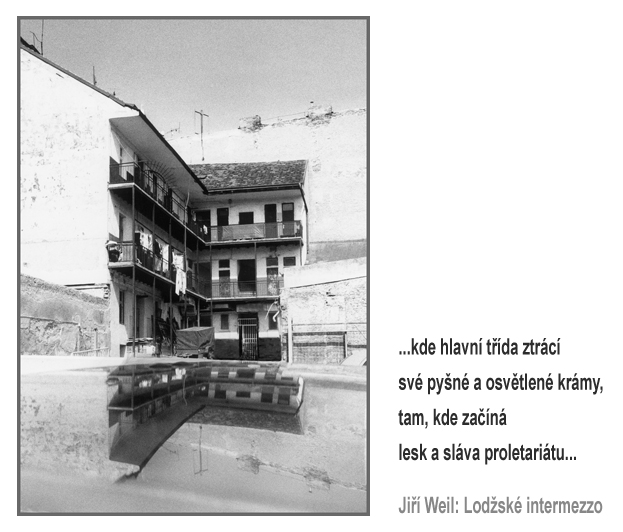 ...kde hlavní třída ztrácí
své pyšné a osvětlené krámy,
tam, kde začíná
lesk a sláva proletariátu...
Jiří Weil: Lodžské intermezzo